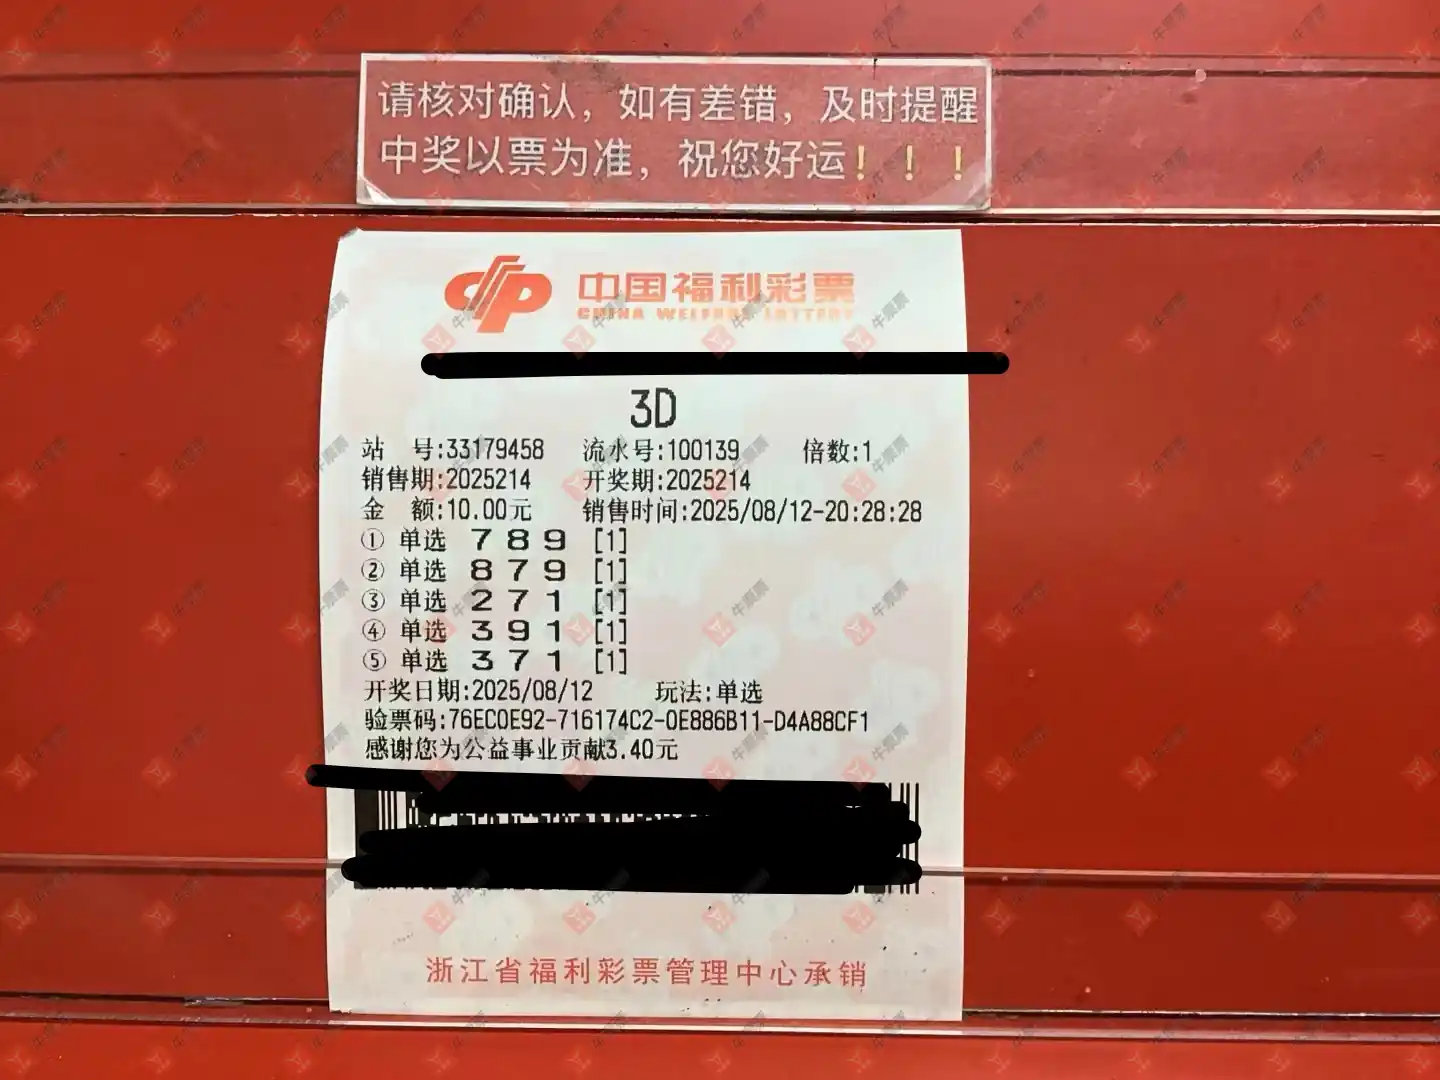 请核对确认，如有差错，及时提醒
中奖以票为准，祝您好运！！！
中国福利彩票
CHINA WELFARE LOTTERY
3D
站　号:33179458　流水号:100139　倍数:1
销售期:2025214　开奖期:2025214
金　额:10.00元　销售时间:2025/08/12-20:28:28
① 单选 7 8 9 [1]
② 单选 8 7 9 [1]
③ 单选 2 7 1 [1]
④ 单选 3 9 1 [1]
⑤ 单选 3 7 1 [1]
开奖日期:2025/08/12　玩法:单选
验票码:76EC0E92-716174C2-0E886B11-D4A88CF1
感谢您为公益事业贡献3.40元
浙江省福利彩票管理中心承销
牛票票